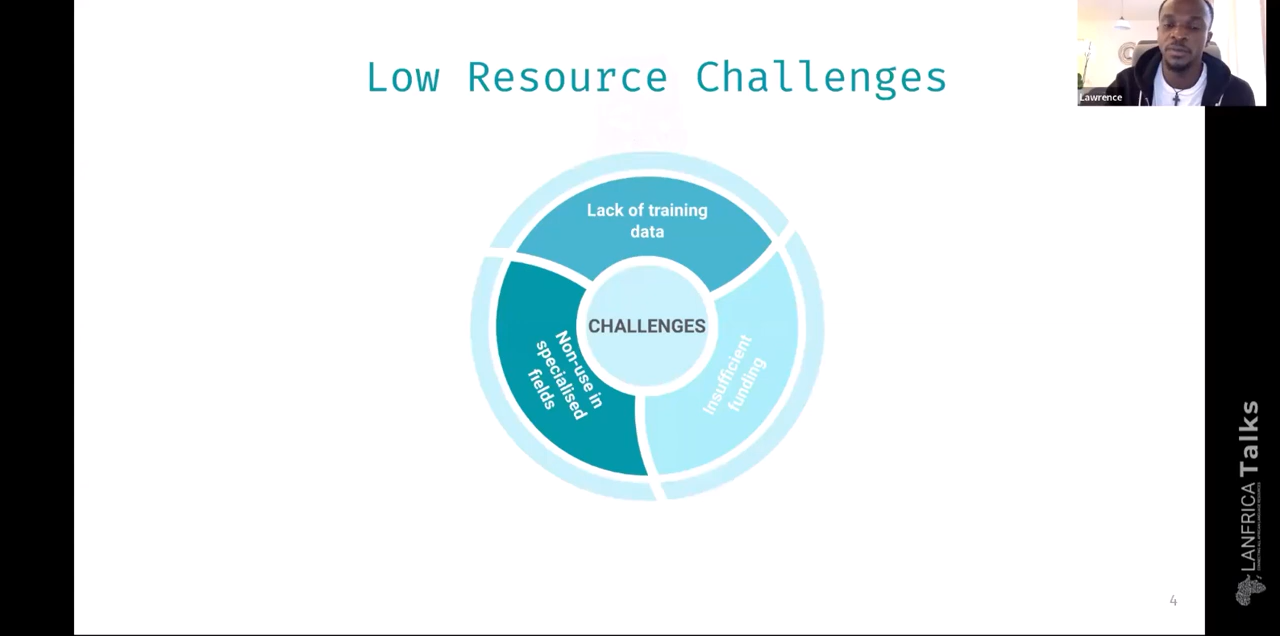 Low Resource Challenges
Lawrence
Lack of training
data
CHALLENGES
Insufficient
funding
Non-use in
specialised
fields
LANFRICA Talks
4